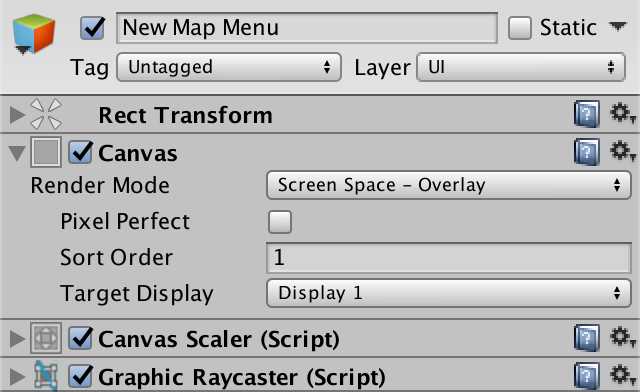 New Map Menu Static
Tag Untagged Layer UI
Rect Transform
Canvas
Render Mode Screen Space - Overlay
Pixel Perfect
Sort Order 1
Target Display Display 1
Canvas Scaler (Script)
Graphic Raycaster (Script)